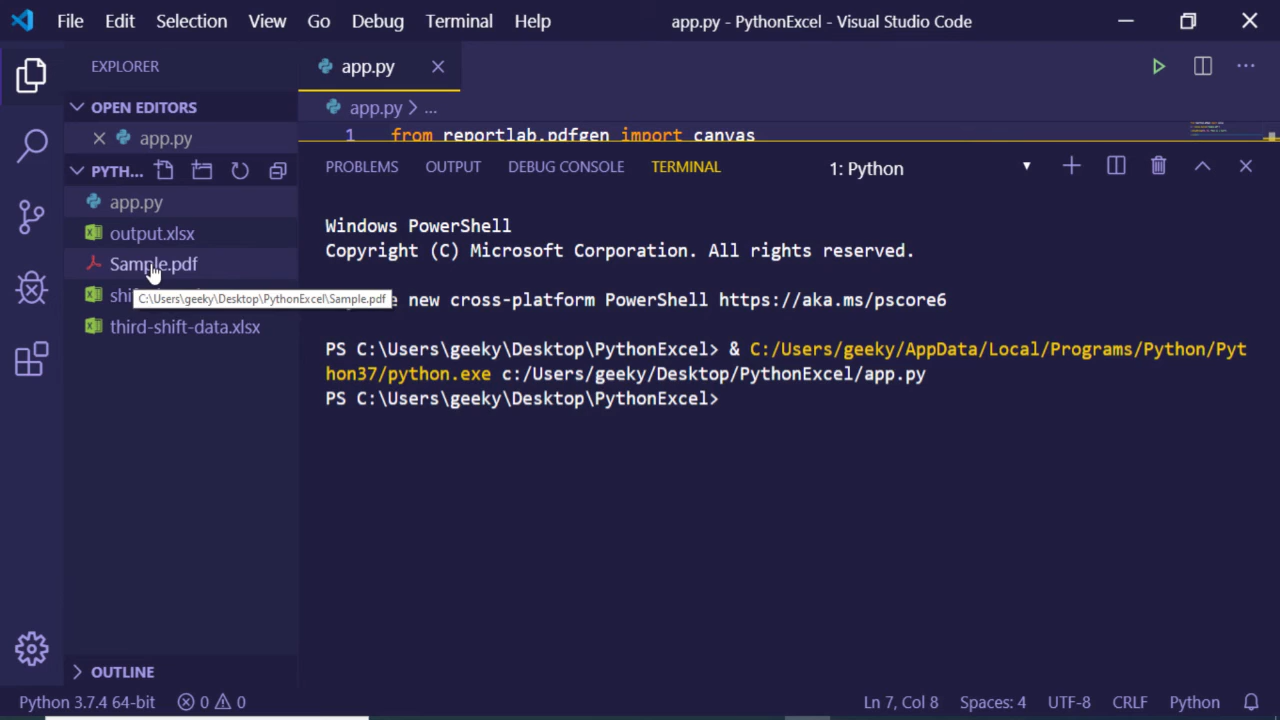 File Edit Selection View Go Debug Terminal Help app.py - PythonExcel - Visual Studio Code
EXPLORER
app.py
OPEN EDITORS
app.py
PYTH...
app.py
output.xlsx
Sample.pdf
C:\Users\geeky\Desktop\PythonExcel\Sample.pdf
third-shift-data.xlsx
OUTLINE
app.py > ...
1 from reportlab.pdfgen import canvas
PROBLEMS OUTPUT DEBUG CONSOLE TERMINAL 1: Python
Windows PowerShell
Copyright (C) Microsoft Corporation. All rights reserved.
new cross-platform PowerShell https://aka.ms/pscore6
PS C:\Users\geeky\Desktop\PythonExcel> & C:/Users/geeky/AppData/Local/Programs/Python/Pyt
hon37/python.exe c:/Users/geeky/Desktop/PythonExcel/app.py
PS C:\Users\geeky\Desktop\PythonExcel>
Python 3.7.4 64-bit 0 0 Ln 7, Col 8 Spaces: 4 UTF-8 CRLF Python